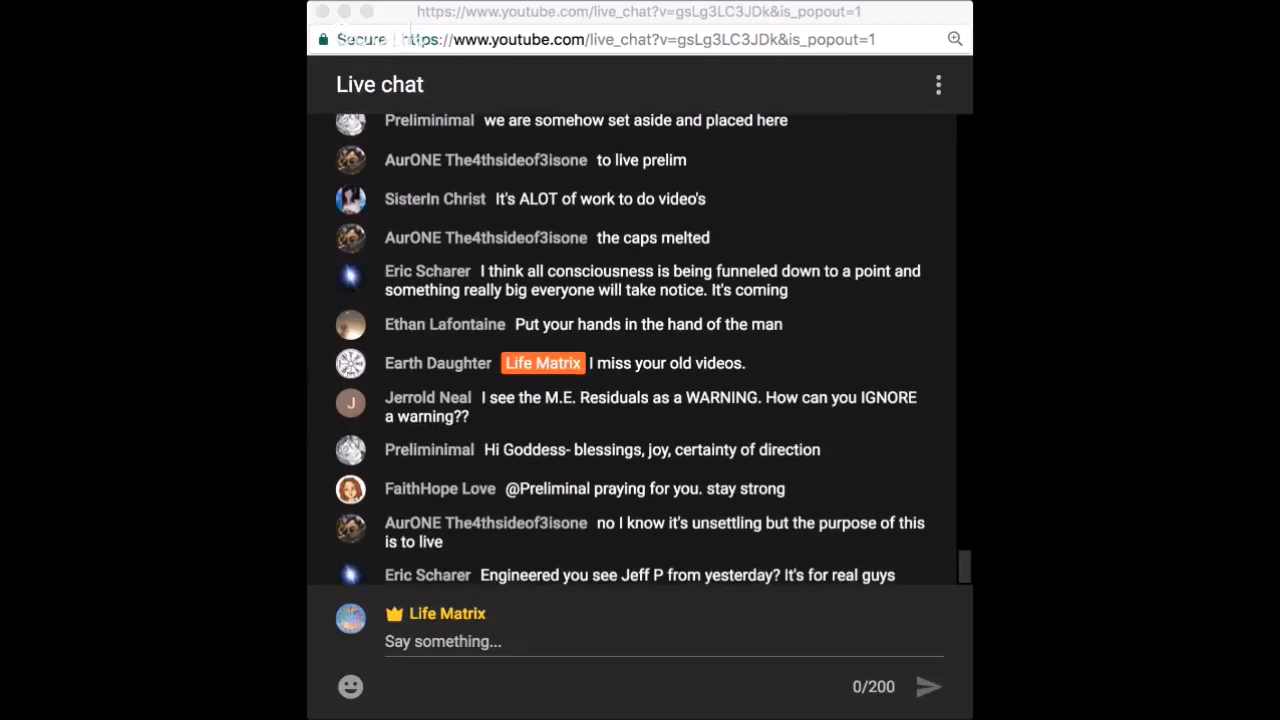 https://www.youtube.com/live_chat?v=gsLg3LC3JDk&is_popout=1
Secure https://www.youtube.com/live_chat?v=gsLg3LC3JDk&is_popout=1
Live chat
Preliminimal we are somehow set aside and placed here
AurONE The4thsideof3isone to live prelim
SisterIn Christ It's ALOT of work to do video's
AurONE The4thsideof3isone the caps melted
Eric Scharer I think all consciousness is being funneled down to a point and
something really big everyone will take notice. It's coming
Ethan Lafontaine Put your hands in the hand of the man
Earth Daughter Life Matrix I miss your old videos.
J
Jerrold Neal I see the M.E. Residuals as a WARNING. How can you IGNORE
a warning??
Preliminimal Hi Goddess- blessings, joy, certainty of direction
FaithHope Love @Preliminal praying for you. stay strong
AurONE The4thsideof3isone no I know it's unsettling but the purpose of this
is to live
Eric Scharer Engineered you see Jeff P from yesterday? It's for real guys
Life Matrix
Say something...
0/200